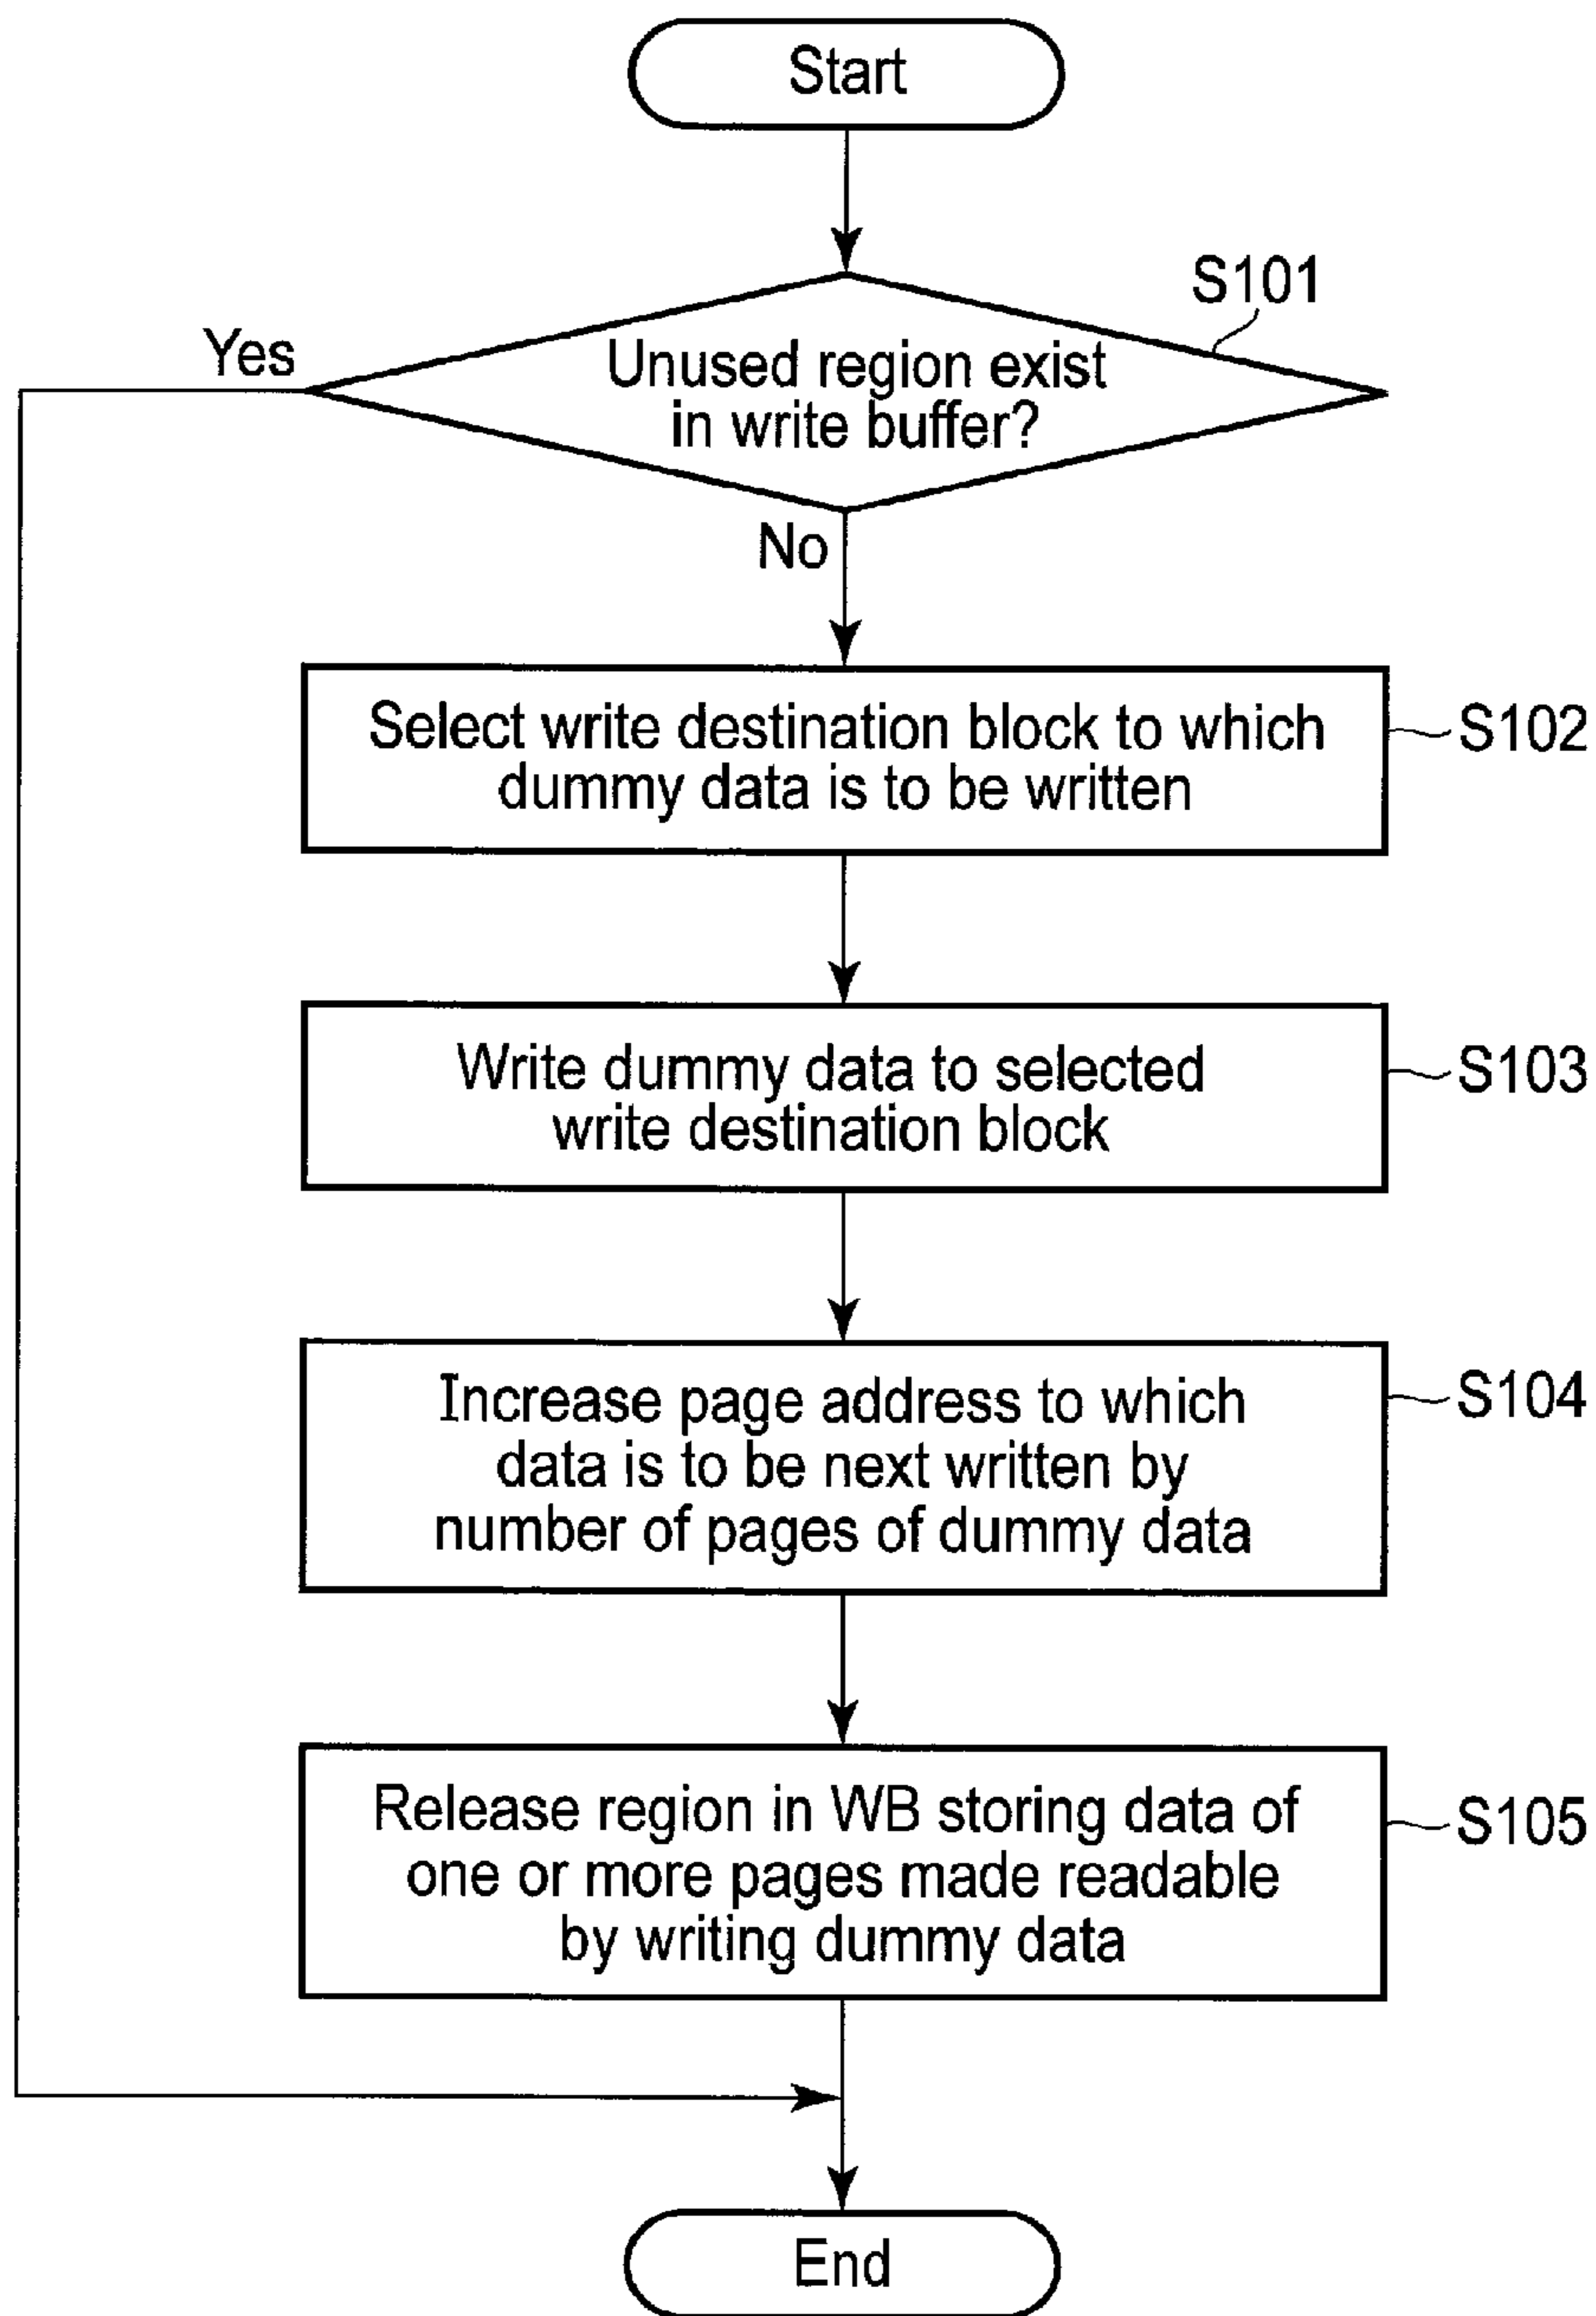 Start
S101
Yes
Unused region exist
in write buffer?
No
Select write destination block to which
dummy data is to be written
S102
Write dummy data to selected
write destination block
S103
Increase page address to which
data is to be next written by
number of pages of dummy data
S104
Release region in WB storing data of
one or more pages made readable
by writing dummy data
S105
End